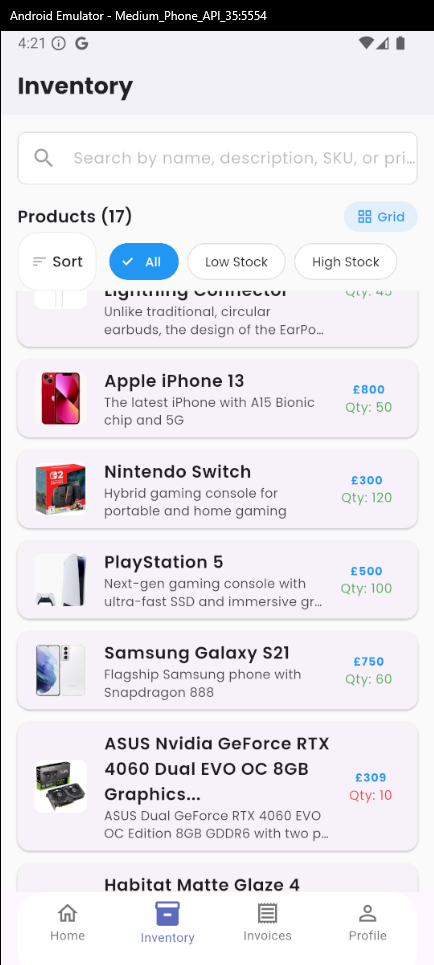 Android Emulator - Medium_Phone_API_35:5554
4:21
Inventory
Search by name, description, SKU, or pri...
Products (17)
Grid
Sort
All
Low Stock
High Stock
Lightning Connector
Qty: 45
Unlike traditional, circular
earbuds, the design of the EarPo...
Apple iPhone 13
£800
The latest iPhone with A15 Bionic
Qty: 50
chip and 5G
Nintendo Switch
£300
Hybrid gaming console for
Qty: 120
portable and home gaming
PlayStation 5
£500
Next-gen gaming console with
Qty: 100
ultra-fast SSD and immersive gr...
Samsung Galaxy S21
£750
Flagship Samsung phone with
Qty: 60
Snapdragon 888
ASUS Nvidia GeForce RTX
4060 Dual EVO OC 8GB
£309
Graphics...
Qty: 10
ASUS Dual GeForce RTX 4060 EVO
OC Edition 8GB GDDR6 with two p...
Habitat Matte Glaze 4
Home
Inventory
Invoices
Profile